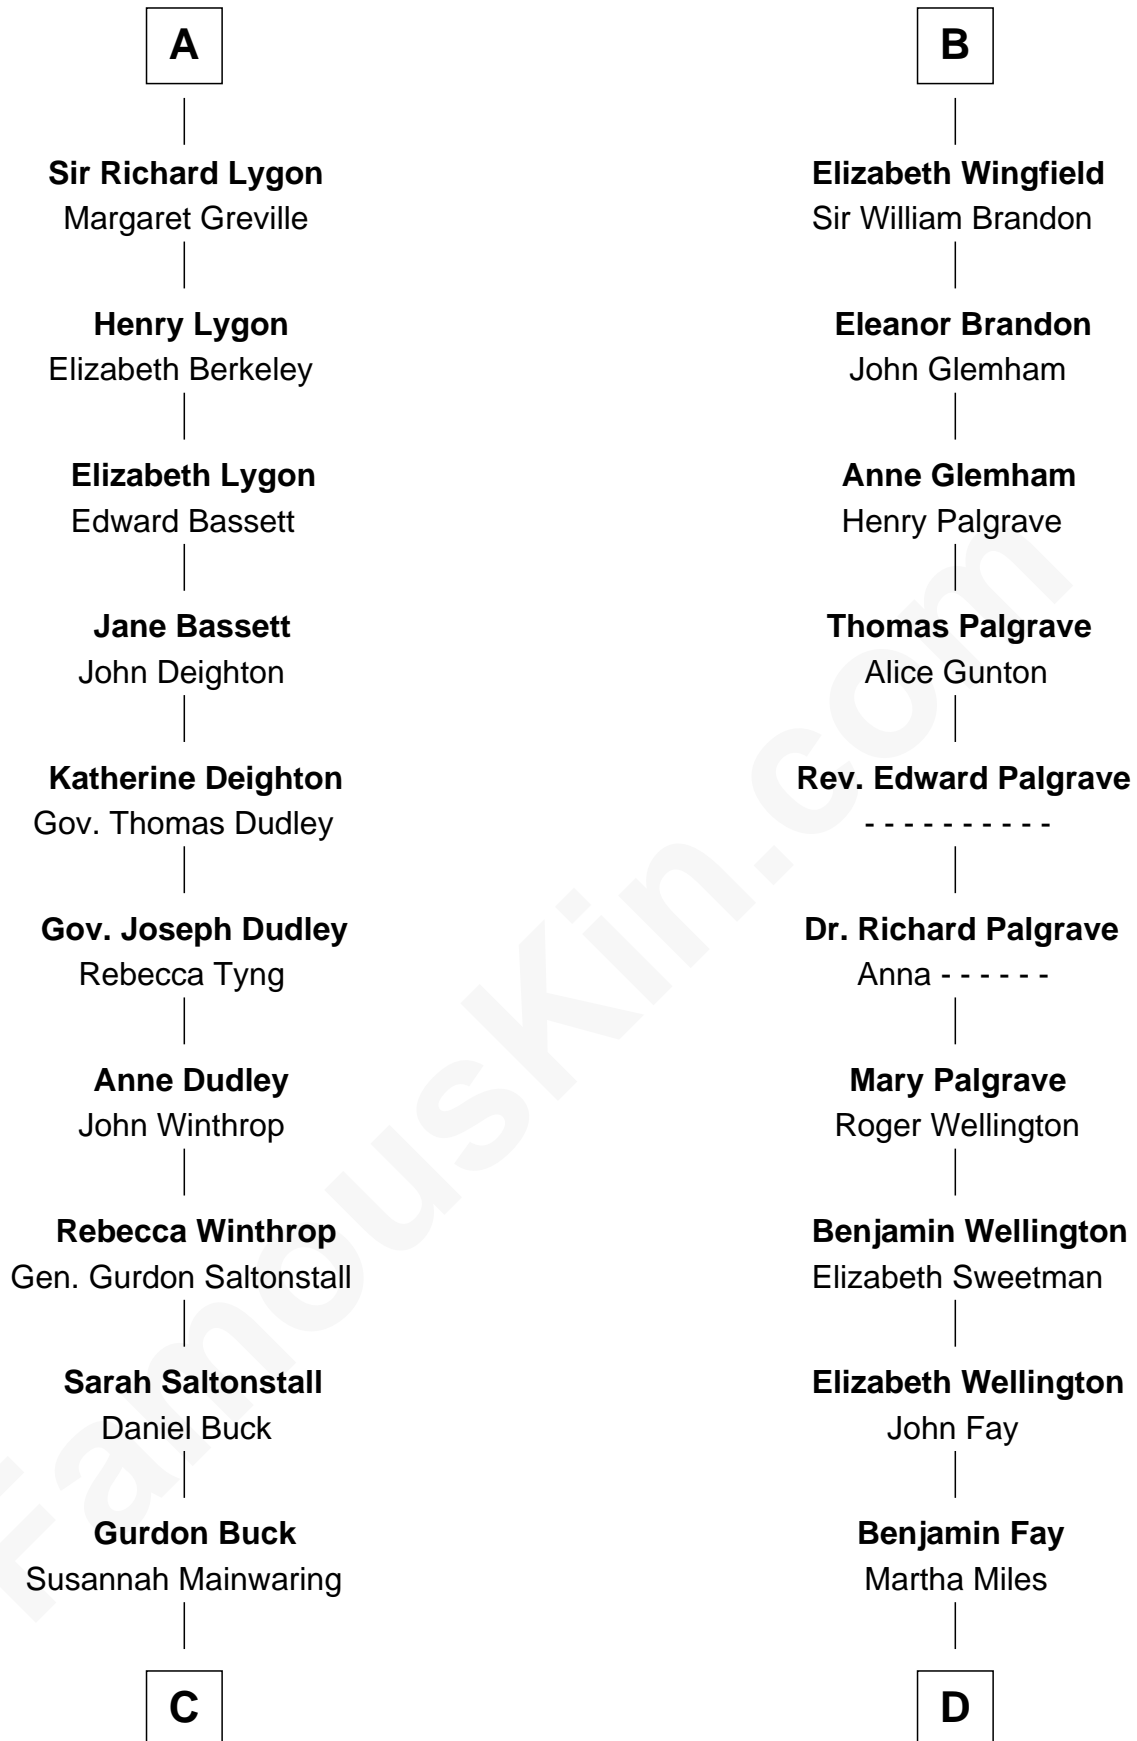 A
Sir Richard Lygon
Margaret Greville
Henry Lygon
Elizabeth Berkeley
Elizabeth Lygon
Edward Bassett
Jane Bassett
John Deighton
Katherine Deighton
Gov. Thomas Dudley
Gov. Joseph Dudley
Rebecca Tyng
Anne Dudley
John Winthrop
Rebecca Winthrop
Gen. Gurdon Saltonstall
Sarah Saltonstall
Daniel Buck
Gurdon Buck
Susannah Mainwaring
C
B
Elizabeth Wingfield
Sir William Brandon
Eleanor Brandon
John Glemham
Anne Glemham
Henry Palgrave
Thomas Palgrave
Alice Gunton
Rev. Edward Palgrave
- - - - - - - - - -
Dr. Richard Palgrave
Anna - - - - - -
Mary Palgrave
Roger Wellington
Benjamin Wellington
Elizabeth Sweetman
Elizabeth Wellington
John Fay
Benjamin Fay
Martha Miles
D
FamousKin.com